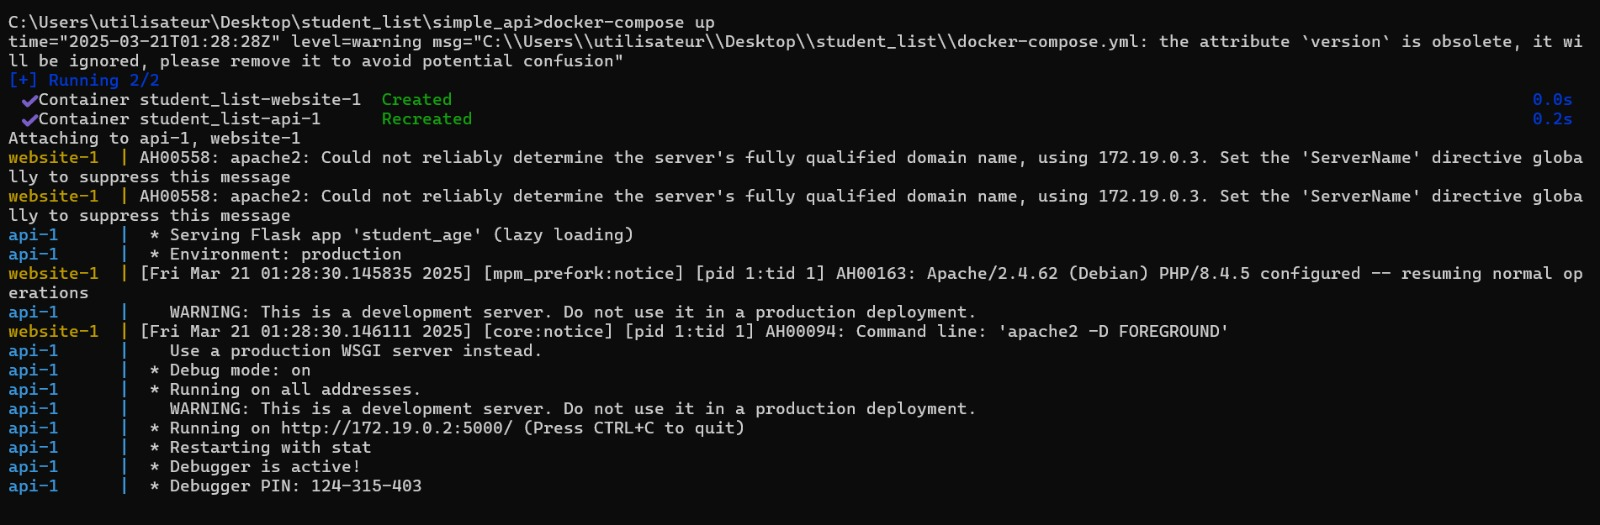 C:\Users\utilisateur\Desktop\student_list\simple_api>docker-compose up
time="2025-03-21T01:28:28Z" level=warning msg="C:\\Users\\utilisateur\\Desktop\\student_list\\docker-compose.yml: the attribute `version` is obsolete, it wi
ll be ignored, please remove it to avoid potential confusion"
[+] Running 2/2
✔Container student_list-website-1  Created 0.0s
✔Container student_list-api-1      Recreated 0.2s
Attaching to api-1, website-1
website-1  | AH00558: apache2: Could not reliably determine the server's fully qualified domain name, using 172.19.0.3. Set the 'ServerName' directive globa
lly to suppress this message
website-1  | AH00558: apache2: Could not reliably determine the server's fully qualified domain name, using 172.19.0.3. Set the 'ServerName' directive globa
lly to suppress this message
api-1      |  * Serving Flask app 'student_age' (lazy loading)
api-1      |  * Environment: production
website-1  | [Fri Mar 21 01:28:30.145835 2025] [mpm_prefork:notice] [pid 1:tid 1] AH00163: Apache/2.4.62 (Debian) PHP/8.4.5 configured -- resuming normal op
erations
api-1      |    WARNING: This is a development server. Do not use it in a production deployment.
website-1  | [Fri Mar 21 01:28:30.146111 2025] [core:notice] [pid 1:tid 1] AH00094: Command line: 'apache2 -D FOREGROUND'
api-1      |    Use a production WSGI server instead.
api-1      |  * Debug mode: on
api-1      |  * Running on all addresses.
api-1      |    WARNING: This is a development server. Do not use it in a production deployment.
api-1      |  * Running on http://172.19.0.2:5000/ (Press CTRL+C to quit)
api-1      |  * Restarting with stat
api-1      |  * Debugger is active!
api-1      |  * Debugger PIN: 124-315-403